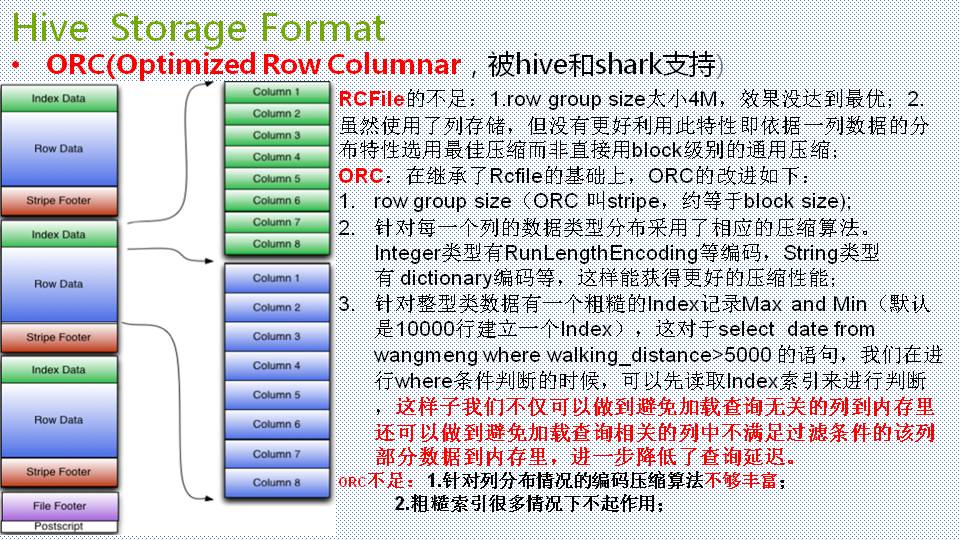 Hive Storage Format
• ORC(Optimized Row Columnar，被hive和shark支持)
Index Data
Row Data
Stripe Footer
Index Data
Row Data
Stripe Footer
Index Data
Row Data
Stripe Footer
File Footer
Postscript
Column 1
Column 2
Column 3
Column 4
Column 5
Column 6
Column 7
Column 8
Column 1
Column 2
Column 3
Column 4
Column 5
Column 6
Column 7
Column 8
RCFile的不足：1.row group size太小4M，效果没达到最优；2.
虽然使用了列存储，但没有更好利用此特性即依据一列数据的分
布特性选用最佳压缩而非直接用block级别的通用压缩；
ORC：在继承了Rcfile的基础上，ORC的改进如下：
1. row group size（ORC 叫stripe，约等于block size);
2. 针对每一个列的数据类型分布采用了相应的压缩算法。
Integer类型有RunLengthEncoding等编码，String类型
有 dictionary编码等，这样能获得更好的压缩性能；
3. 针对整型类数据有一个粗糙的Index记录Max and Min（默认
是10000行建立一个Index），这对于select date from
wangmeng where walking_distance>5000 的语句，我们在进
行where条件判断的时候，可以先读取Index索引来进行判断
，这样子我们不仅可以做到避免加载查询无关的列到内存里
还可以做到避免加载查询相关的列中不满足过滤条件的该列
部分数据到内存里，进一步降低了查询延迟。
ORC不足：1.针对列分布情况的编码压缩算法不够丰富；
2.粗糙索引很多情况下不起作用；